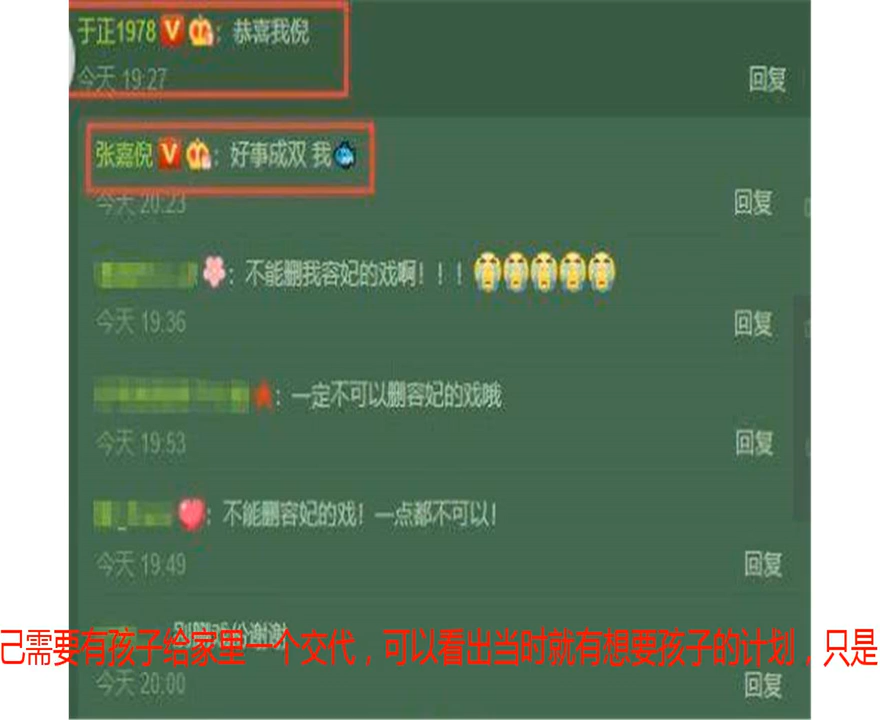 于正1978 V : 恭喜我倪
今天 19:27 回复
张嘉倪 V : 好事成双 我
今天 20:23 回复
: 不能删我容妃的戏啊！！！
今天 19:36 回复
: 一定不可以删容妃的戏哦
今天 19:53 回复
: 不能删容妃的戏！一点都不可以！
今天 19:49 回复
别删戏份谢谢
己需要有孩子给家里一个交代，可以看出当时就有想要孩子的计划，只是
今天 20:00 回复